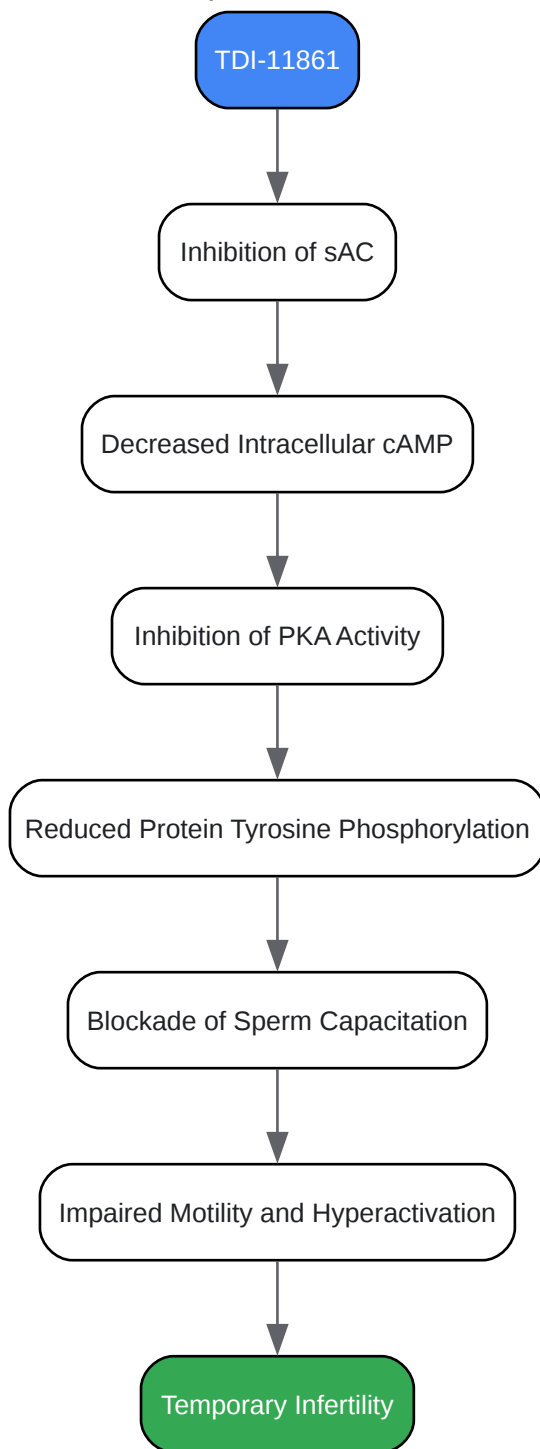 TDI-11861
Inhibition of sAC
Decreased Intracellular cAMP
Inhibition of PKA Activity
Reduced Protein Tyrosine Phosphorylation
Blockade of Sperm Capacitation
Impaired Motility and Hyperactivation
Temporary Infertility